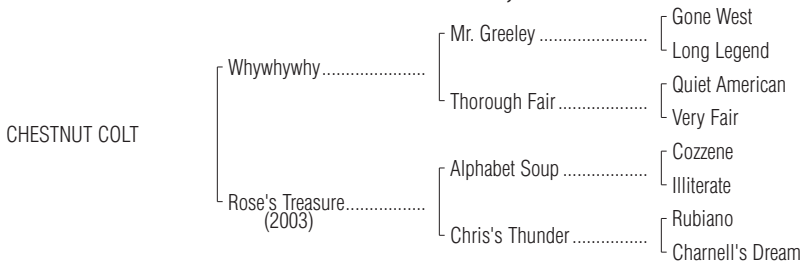 Gone West
Mr. Greeley ......................
Long Legend
Whywhywhy .....................
Quiet American
Thorough Fair ..................
Very Fair
CHESTNUT COLT
Cozzene
Alphabet Soup .................
Illiterate
Rose's Treasure................
(2003)
Rubiano
Chris's Thunder ...............
Charnell's Dream